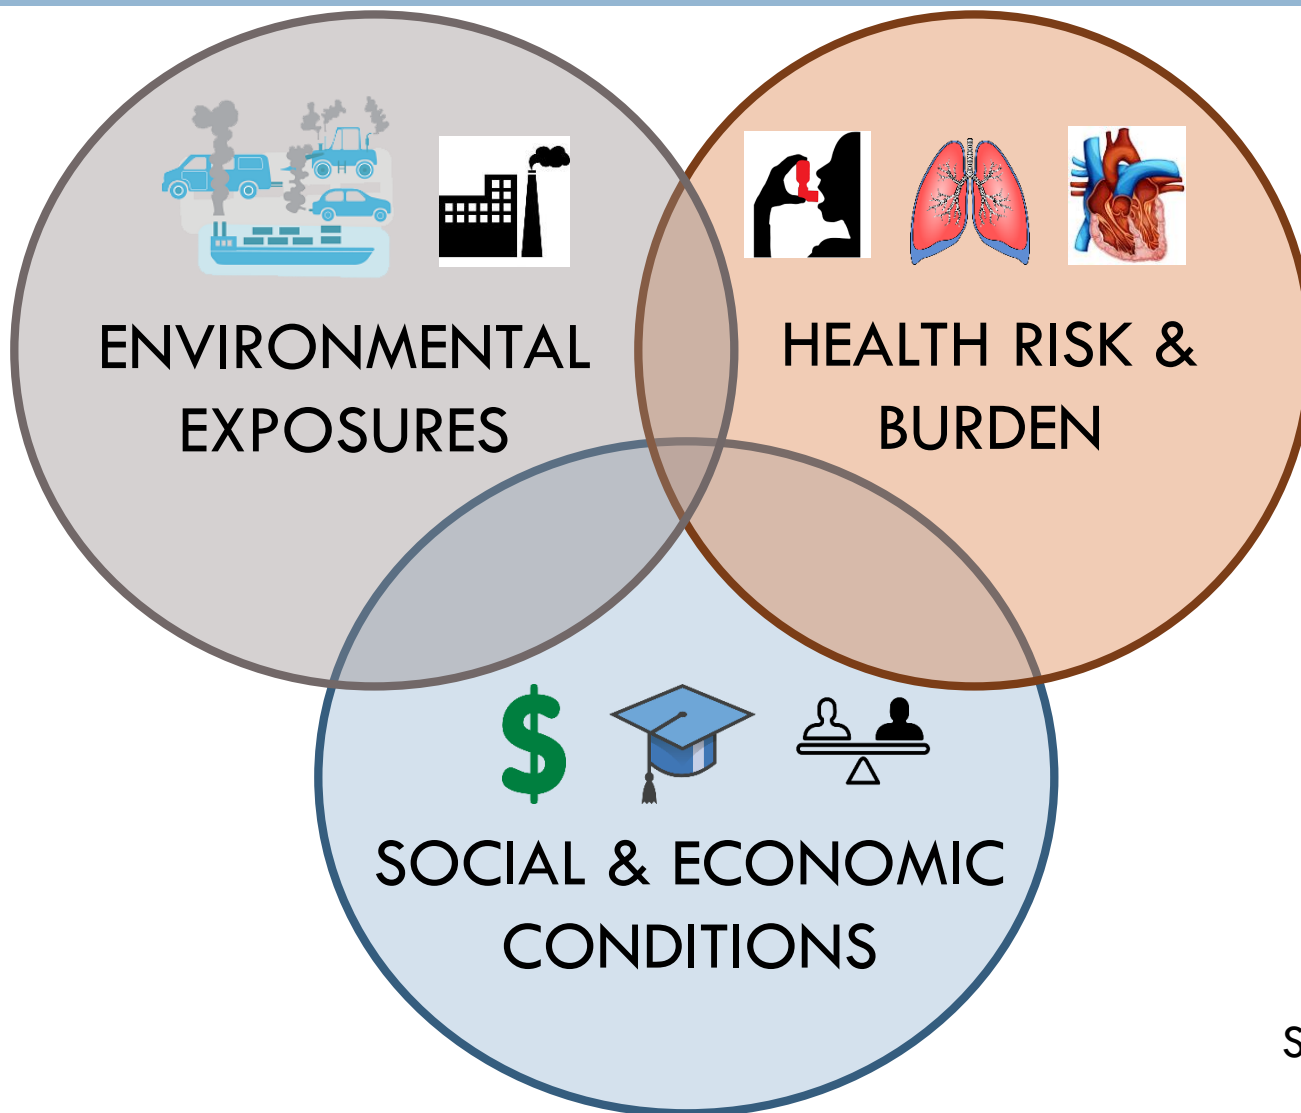 ENVIRONMENTAL
EXPOSURES
HEALTH RISK &
BURDEN
$
SOCIAL & ECONOMIC
CONDITIONS
S